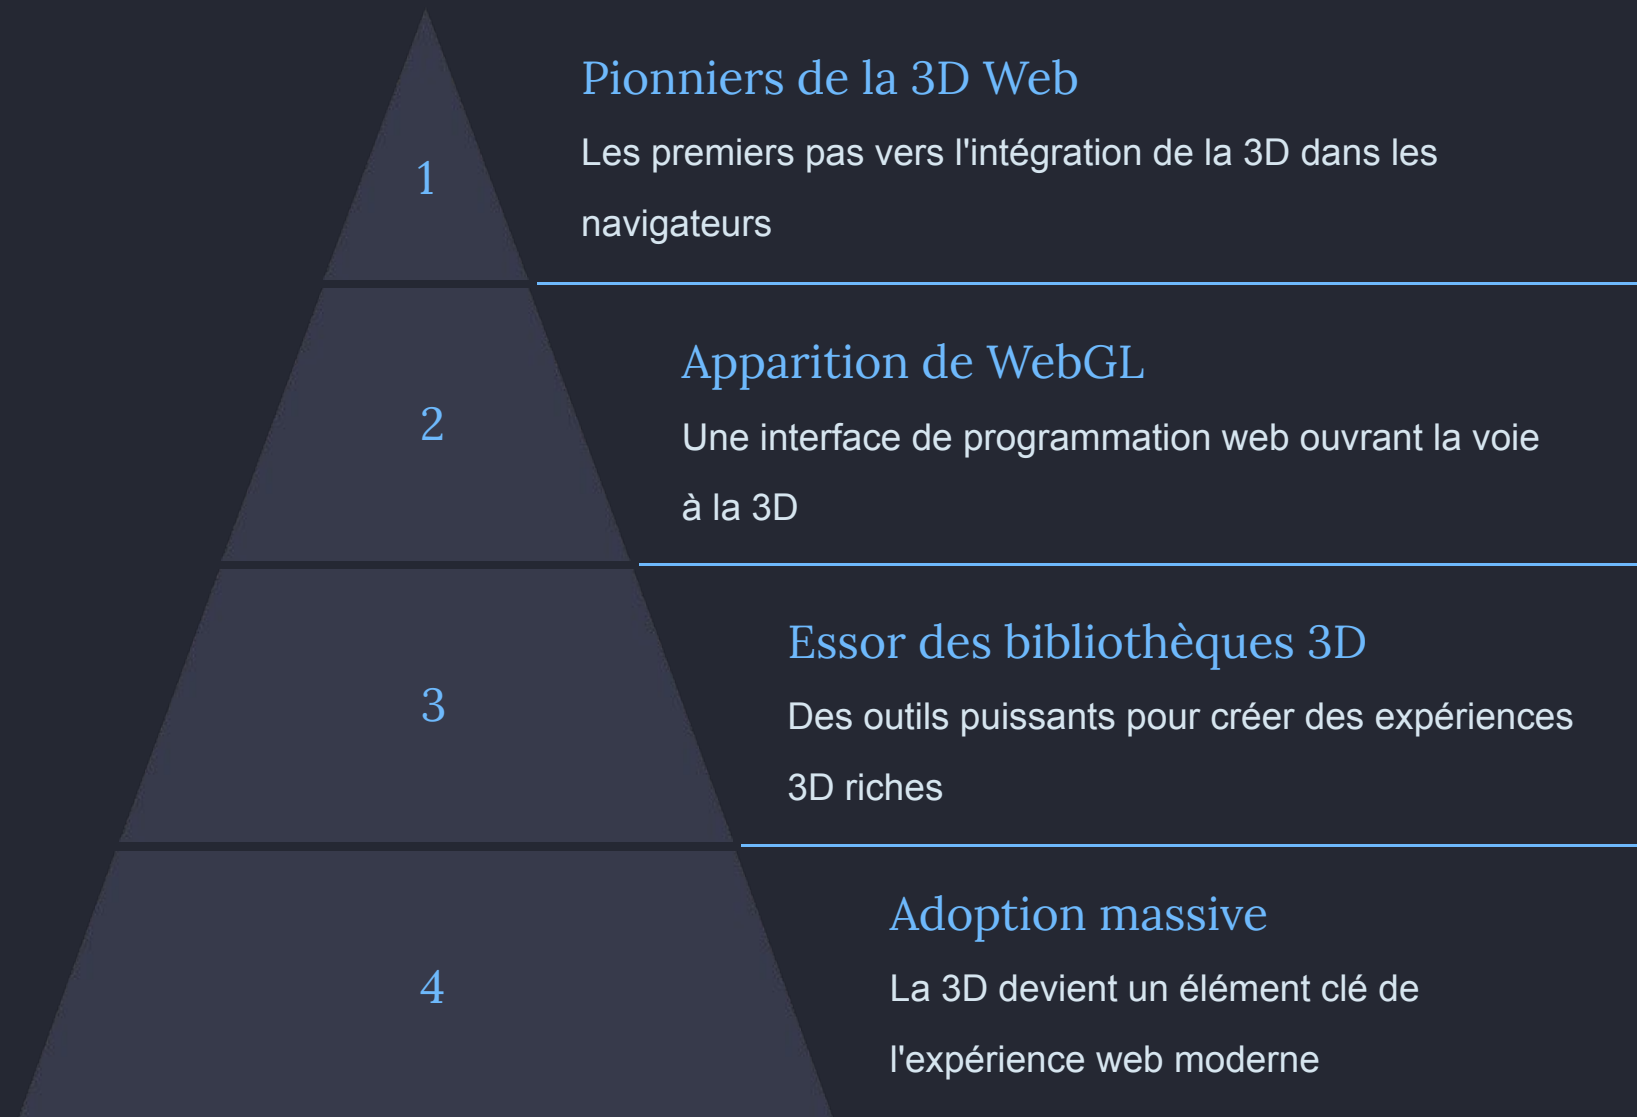 1
Pionniers de la 3D Web
Les premiers pas vers l'intégration de la 3D dans les
navigateurs
2
Apparition de WebGL
Une interface de programmation web ouvrant la voie
à la 3D
3
Essor des bibliothèques 3D
Des outils puissants pour créer des expériences
3D riches
4
Adoption massive
La 3D devient un élément clé de
l'expérience web moderne